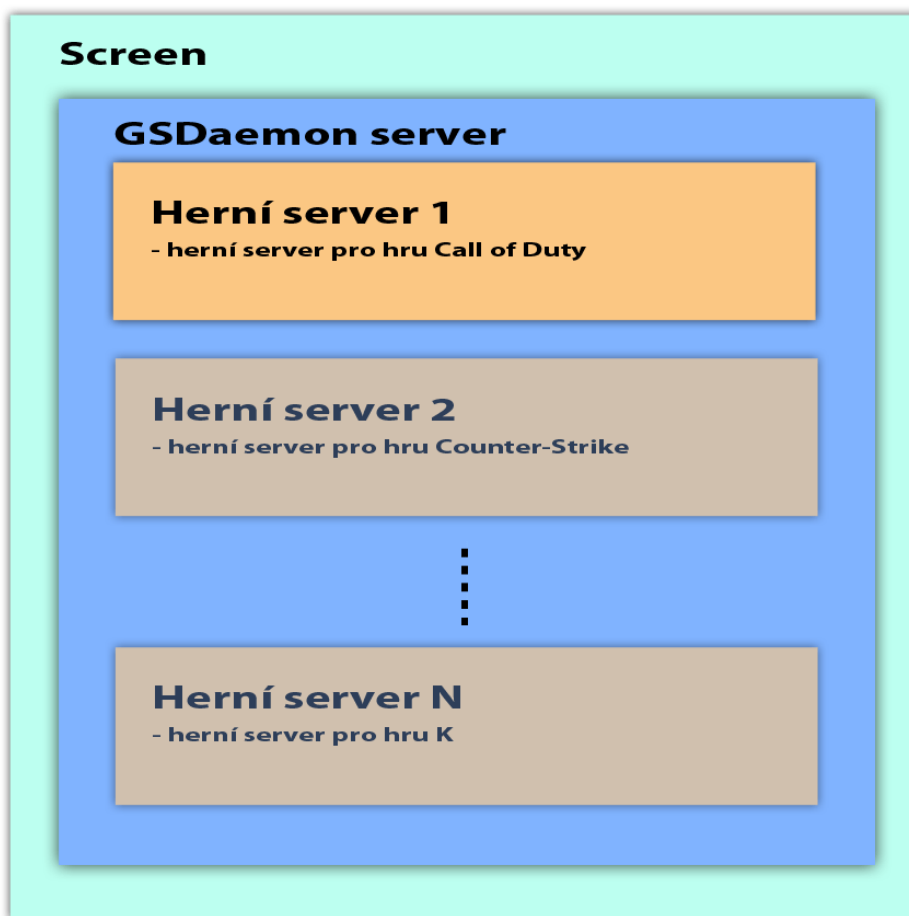 Screen
GSDaemon server
Herní server 1
- herní server pro hru Call of Duty
Herní server 2
- herní server pro hru Counter-Strike
Herní server N
- herní server pro hru K